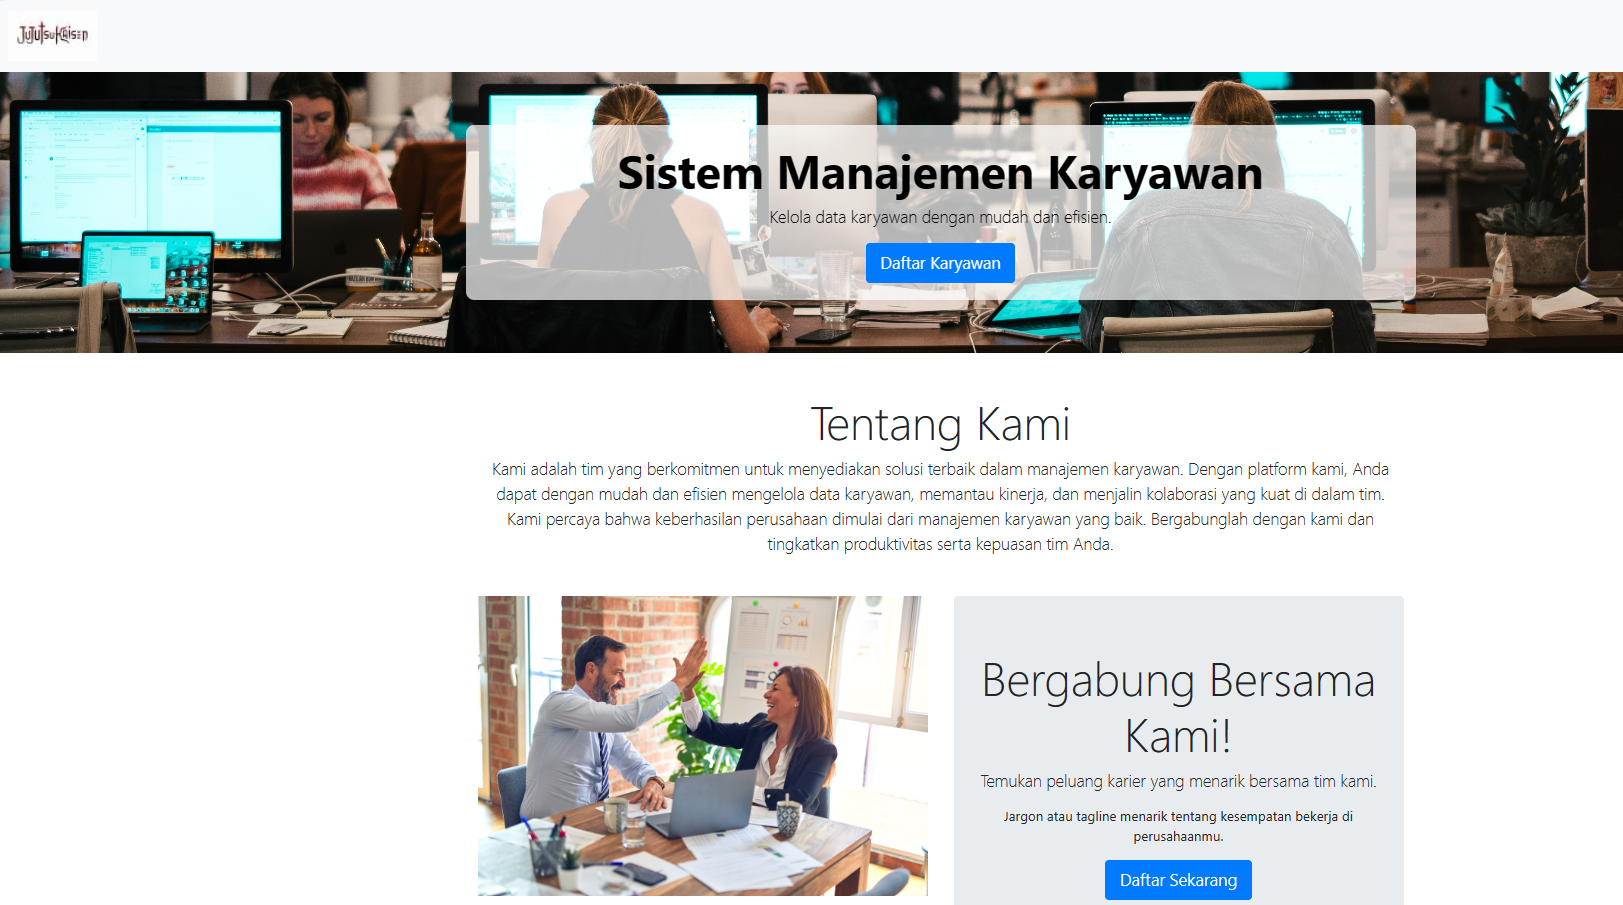 JuJutsu Kaisen
Sistem Manajemen Karyawan
Kelola data karyawan dengan mudah dan efisien.
Daftar Karyawan
Tentang Kami
Kami adalah tim yang berkomitmen untuk menyediakan solusi terbaik dalam manajemen karyawan. Dengan platform kami, Anda
dapat dengan mudah dan efisien mengelola data karyawan, memantau kinerja, dan menjalin kolaborasi yang kuat di dalam tim.
Kami percaya bahwa keberhasilan perusahaan dimulai dari manajemen karyawan yang baik. Bergabunglah dengan kami dan
tingkatkan produktivitas serta kepuasan tim Anda.
Bergabung Bersama
Kami!
Temukan peluang karier yang menarik bersama tim kami.
Jargon atau tagline menarik tentang kesempatan bekerja di
perusahaanmu.
Daftar Sekarang